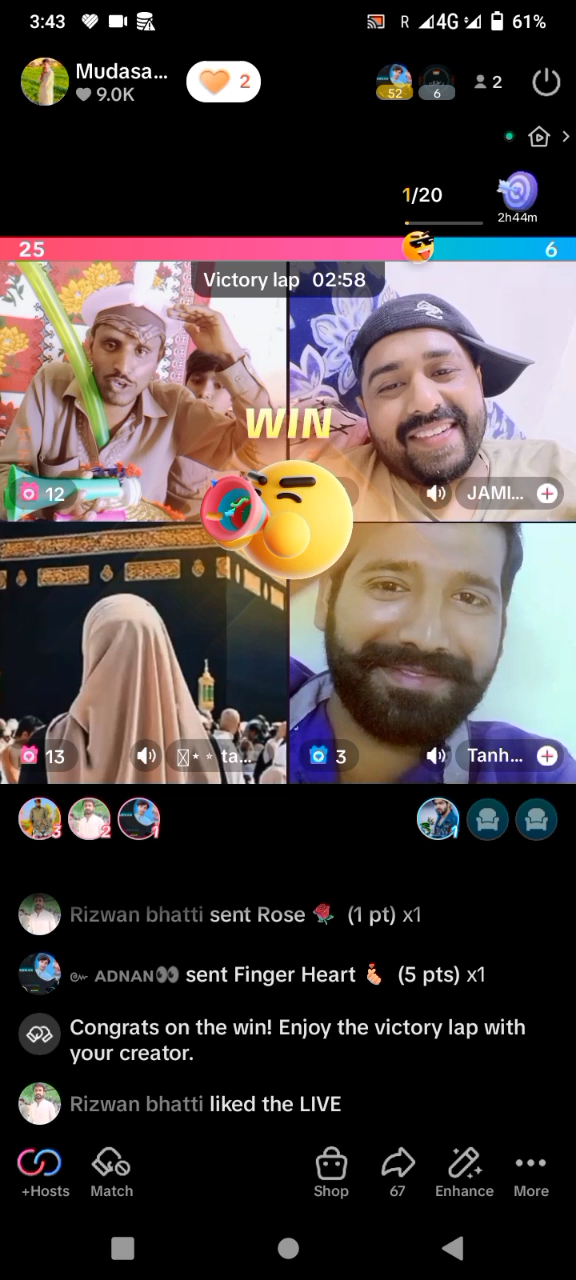 3:43
R 4G 61%
Mudasa...
9.0K
2
52
6
2
1/20
2h44m
25
6
Victory lap 02:58
WIN
12
JAMI...
13
ta...
3
Tanh...
3
2
1
1
Rizwan bhatti sent Rose 🌹 (1 pt) x1
ADNAN👀 sent Finger Heart 🫰 (5 pts) x1
Congrats on the win! Enjoy the victory lap with
your creator.
Rizwan bhatti liked the LIVE
+Hosts
Match
Shop
67
Enhance
More